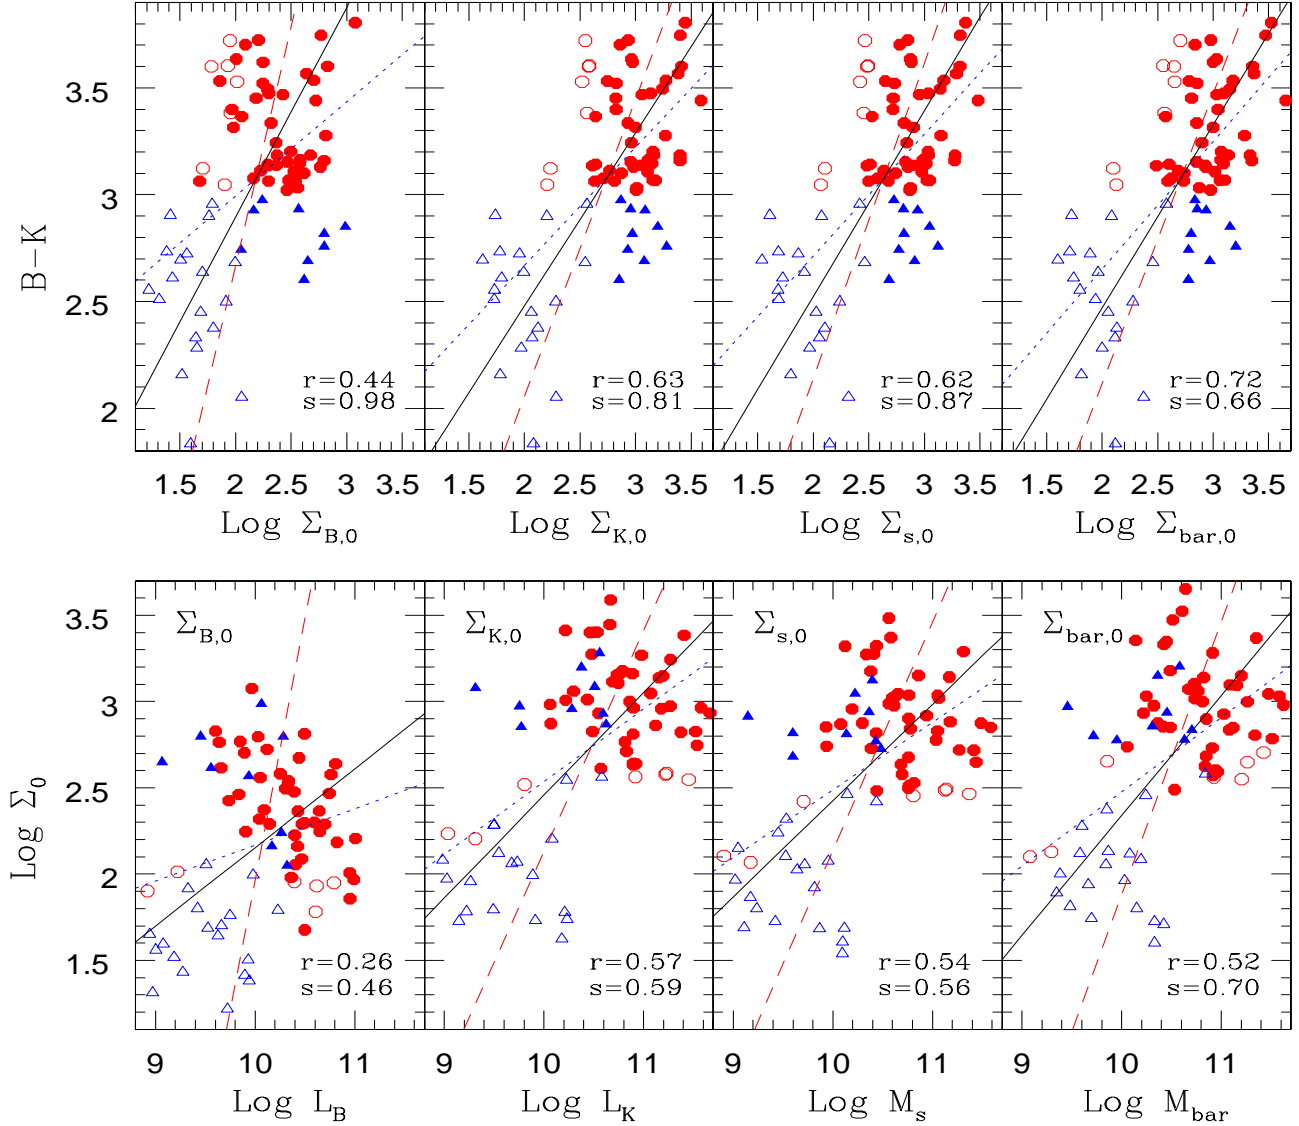 B−K
3.5
3
2.5
2
r=0.44
s=0.98
r=0.63
s=0.81
r=0.62
s=0.87
r=0.72
s=0.66
1.5 2 2.5 3 3.5
1.5 2 2.5 3 3.5
1.5 2 2.5 3 3.5
1.5 2 2.5 3 3.5
Log Σ_B,0
Log Σ_K,0
Log Σ_s,0
Log Σ_bar,0
Log Σ_0
3.5
3
2.5
2
1.5
Σ_B,0
Σ_K,0
Σ_s,0
Σ_bar,0
r=0.26
s=0.46
r=0.57
s=0.59
r=0.54
s=0.56
r=0.52
s=0.70
9 10 11
9 10 11
9 10 11
9 10 11
Log L_B
Log L_K
Log M_s
Log M_bar